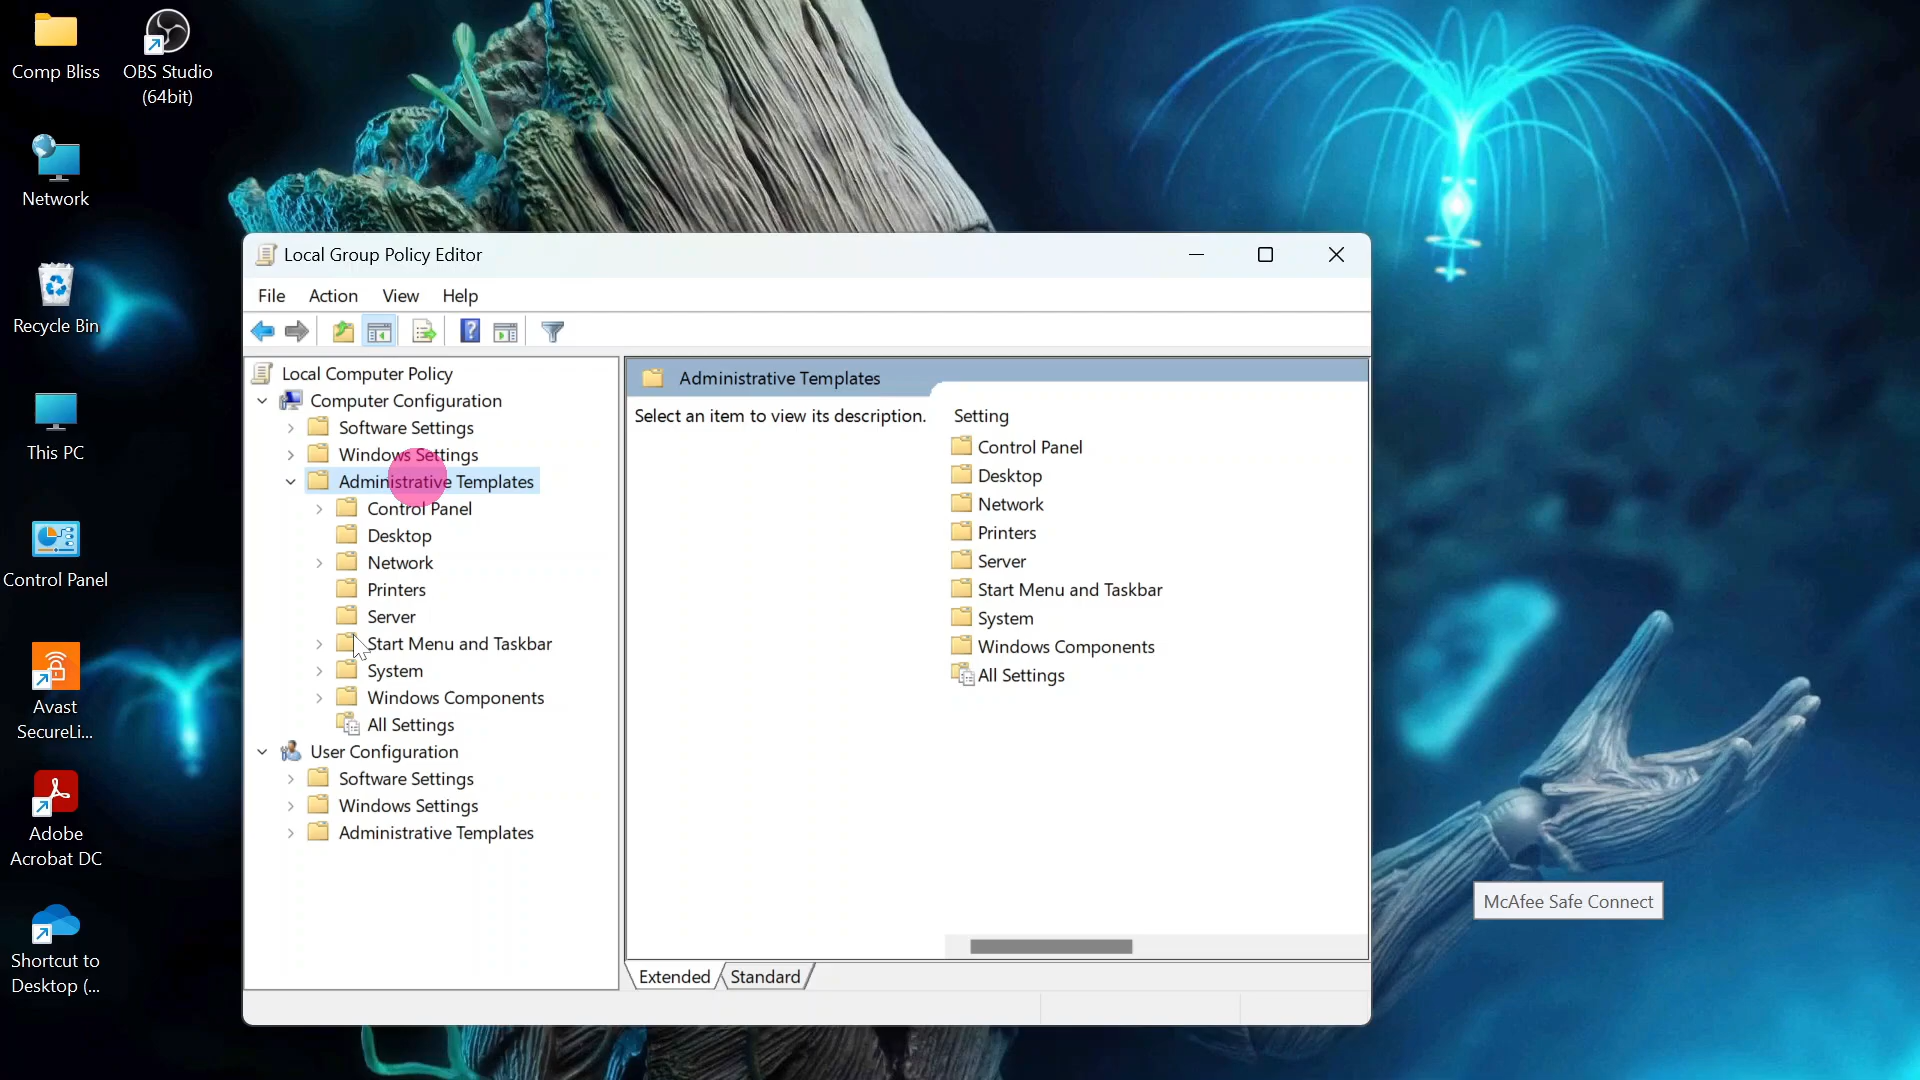 Comp Bliss
OBS Studio
(64bit)
Network
Recycle Bin
This PC
Control Panel
Avast
SecureLi...
Adobe
Acrobat DC
Shortcut to
Desktop (...
Local Group Policy Editor
File Action View Help
Local Computer Policy
Computer Configuration
Software Settings
Windows Settings
Administrative Templates
Control Panel
Desktop
Network
Printers
Server
Start Menu and Taskbar
System
Windows Components
All Settings
User Configuration
Software Settings
Windows Settings
Administrative Templates
Administrative Templates
Select an item to view its description.
Setting
Control Panel
Desktop
Network
Printers
Server
Start Menu and Taskbar
System
Windows Components
All Settings
Extended Standard
McAfee Safe Connect